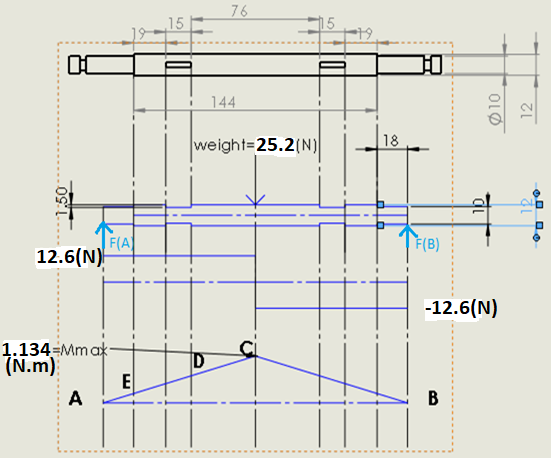 76
19 15 15 19
Ø10
12
144
weight=25.2(N)
18
1.50
10
12
F(A)
F(B)
12.6(N)
-12.6(N)
1.134=Mmax
(N.m)
C
D
E
A
B